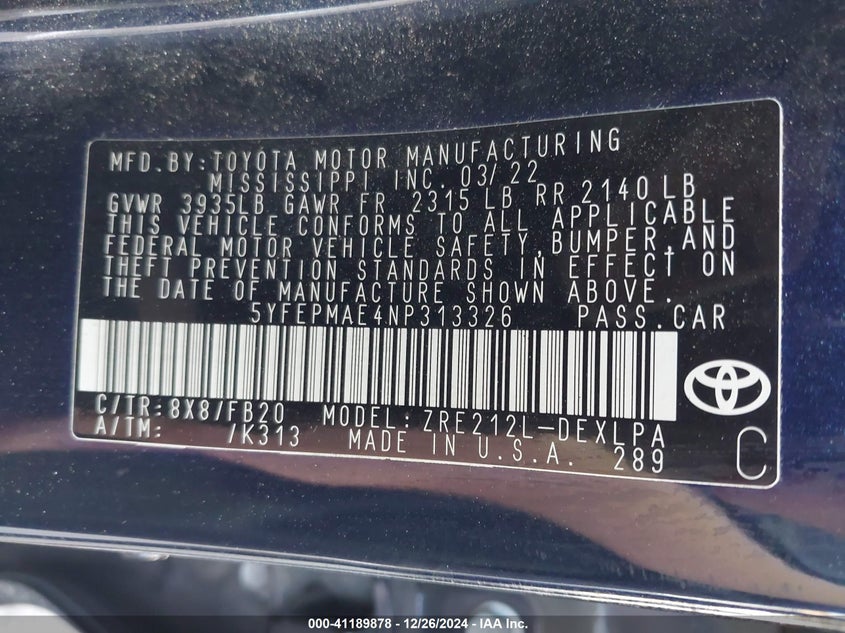 MFD.BY:TOYOTA MOTOR MANUFACTURING
MISSISSIPPI INC. 03/22
GVWR 3935LB GAWR FR 2315 LB RR 2140 LB
THIS VEHICLE CONFORMS TO ALL APPLICABLE
FEDERAL MOTOR VEHICLE SAFETY,BUMPER,AND
THEFT PREVENTION STANDARDS IN EFFECT ON
THE DATE OF MANUFACTURE SHOWN ABOVE.
5YFEPMAE4NP313326 PASS.CAR
C/TR:8X8/FB20 MODEL:ZRE212L-DEXLPA
A/TM: /K313 MADE IN U.S.A. 289
C
000-41189878 - 12/26/2024 - IAA Inc.